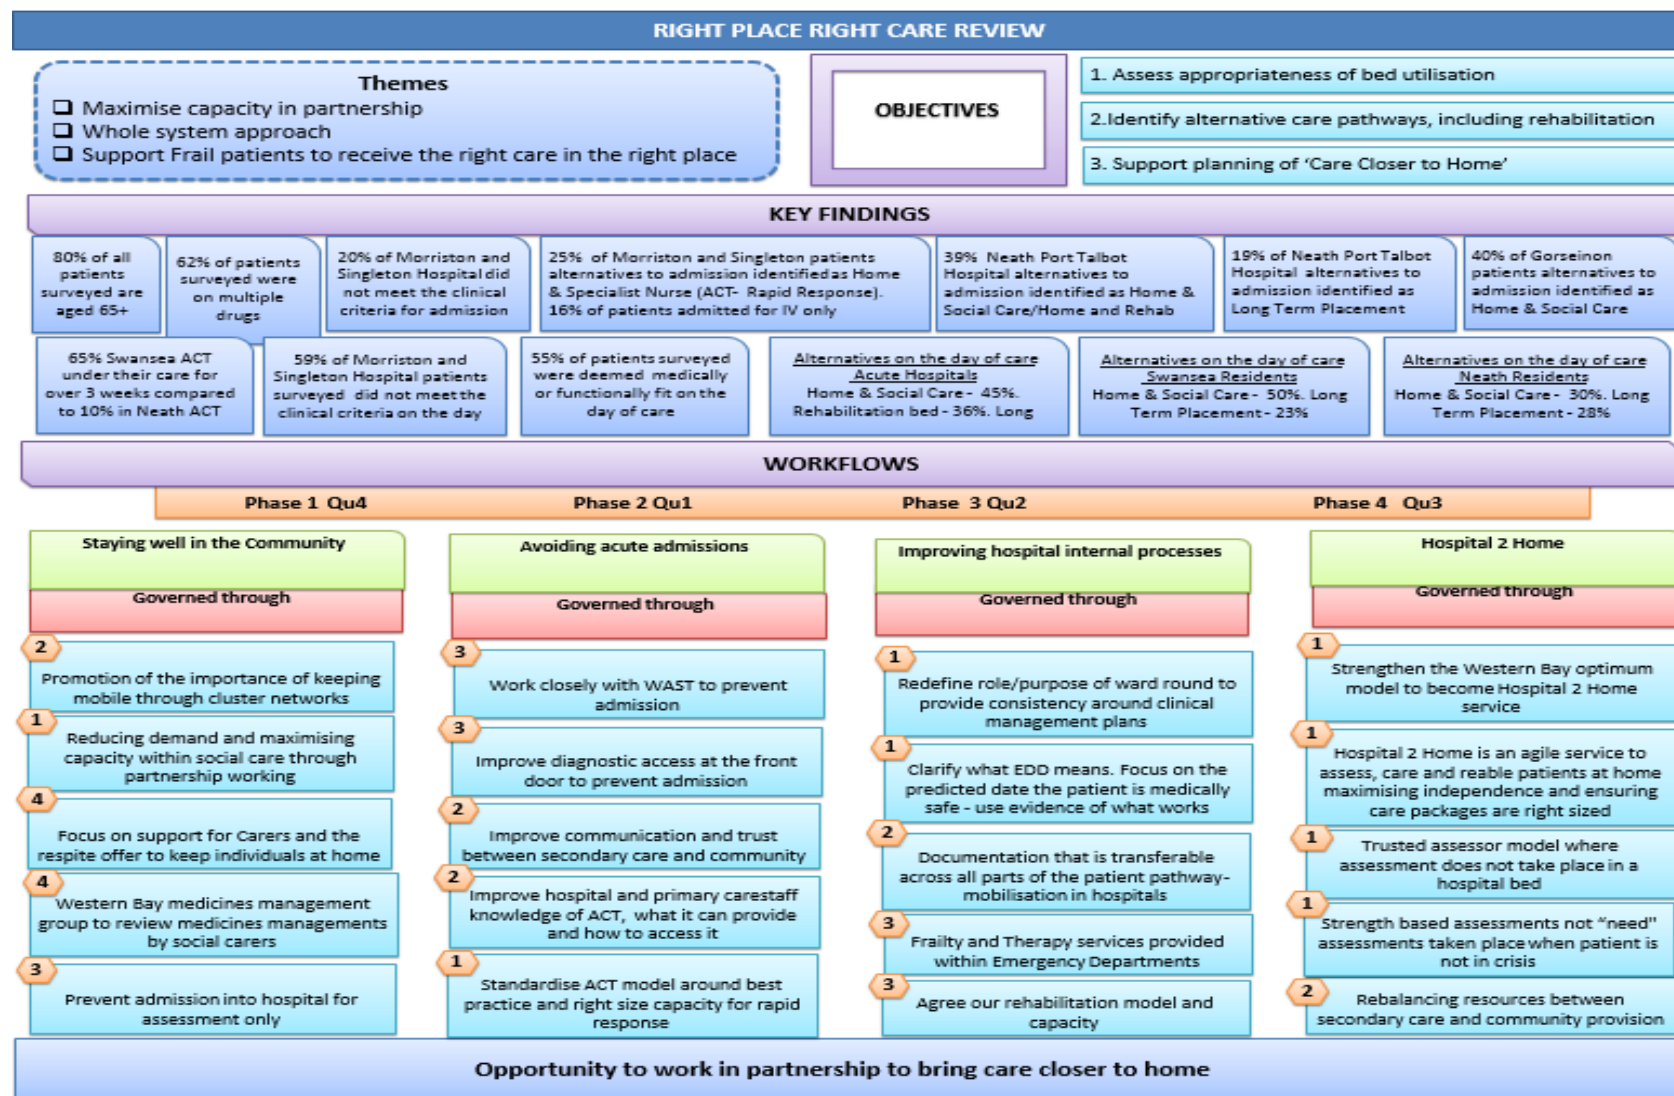 RIGHT PLACE RIGHT CARE REVIEW
Themes
Maximise capacity in partnership
Whole system approach
Support Frail patients to receive the right care in the right place
OBJECTIVES
1. Assess appropriateness of bed utilisation
2.Identify alternative care pathways, including rehabilitation
3. Support planning of ‘Care Closer to Home’
KEY FINDINGS
80% of all
patients
surveyed are
aged 65+
62% of patients
surveyed were
on multiple
drugs
20% of Morriston and
Singleton Hospital did
not meet the clinical
criteria for admission
25% of Morriston and Singleton patients
alternatives to admission identified as Home
& Specialist Nurse (ACT- Rapid Response).
16% of patients admitted for IV only
39% Neath Port Talbot
Hospital alternatives to
admission identified as Home &
Social Care/Home and Rehab
19% of Neath Port Talbot
Hospital alternatives to
admission identified as
Long Term Placement
40% of Gorseinon
patients alternatives to
admission identified as
Home & Social Care
65% Swansea ACT
under their care for
over 3 weeks compared
to 10% in Neath ACT
59% of Morriston and
Singleton Hospital patients
surveyed did not meet the
clinical criteria on the day
55% of patients surveyed
were deemed medically
or functionally fit on the
day of care
Alternatives on the day of care
Acute Hospitals
Home & Social Care - 45%.
Rehabilitation bed - 36%. Long
Alternatives on the day of care
Swansea Residents
Home & Social Care - 50%. Long
Term Placement - 23%
Alternatives on the day of care
Neath Residents
Home & Social Care - 30%. Long
Term Placement - 28%
WORKFLOWS
Phase 1 Qu4
Phase 2 Qu1
Phase 3 Qu2
Phase 4 Qu3
Staying well in the Community
Governed through
2
Promotion of the importance of keeping
mobile through cluster networks
1
Reducing demand and maximising
capacity within social care through
partnership working
4
Focus on support for Carers and the
respite offer to keep individuals at home
4
Western Bay medicines management
group to review medicines managements
by social carers
3
Prevent admission into hospital for
assessment only
Avoiding acute admissions
Governed through
3
Work closely with WAST to prevent
admission
3
Improve diagnostic access at the front
door to prevent admission
2
Improve communication and trust
between secondary care and community
2
Improve hospital and primary carestaff
knowledge of ACT, what it can provide
and how to access it
1
Standardise ACT model around best
practice and right size capacity for rapid
response
Improving hospital internal processes
Governed through
1
Redefine role/purpose of ward round to
provide consistency around clinical
management plans
1
Clarify what EDD means. Focus on the
predicted date the patient is medically
safe - use evidence of what works
2
Documentation that is transferable
across all parts of the patient pathway-
mobilisation in hospitals
3
Frailty and Therapy services provided
within Emergency Departments
3
Agree our rehabilitation model and
capacity
Hospital 2 Home
Governed through
1
Strengthen the Western Bay optimum
model to become Hospital 2 Home
service
1
Hospital 2 Home is an agile service to
assess, care and reable patients at home
maximising independence and ensuring
care packages are right sized
1
Trusted assessor model where
assessment does not take place in a
hospital bed
1
Strength based assessments not “need”
assessments taken place when patient is
not in crisis
2
Rebalancing resources between
secondary care and community provision
Opportunity to work in partnership to bring care closer to home